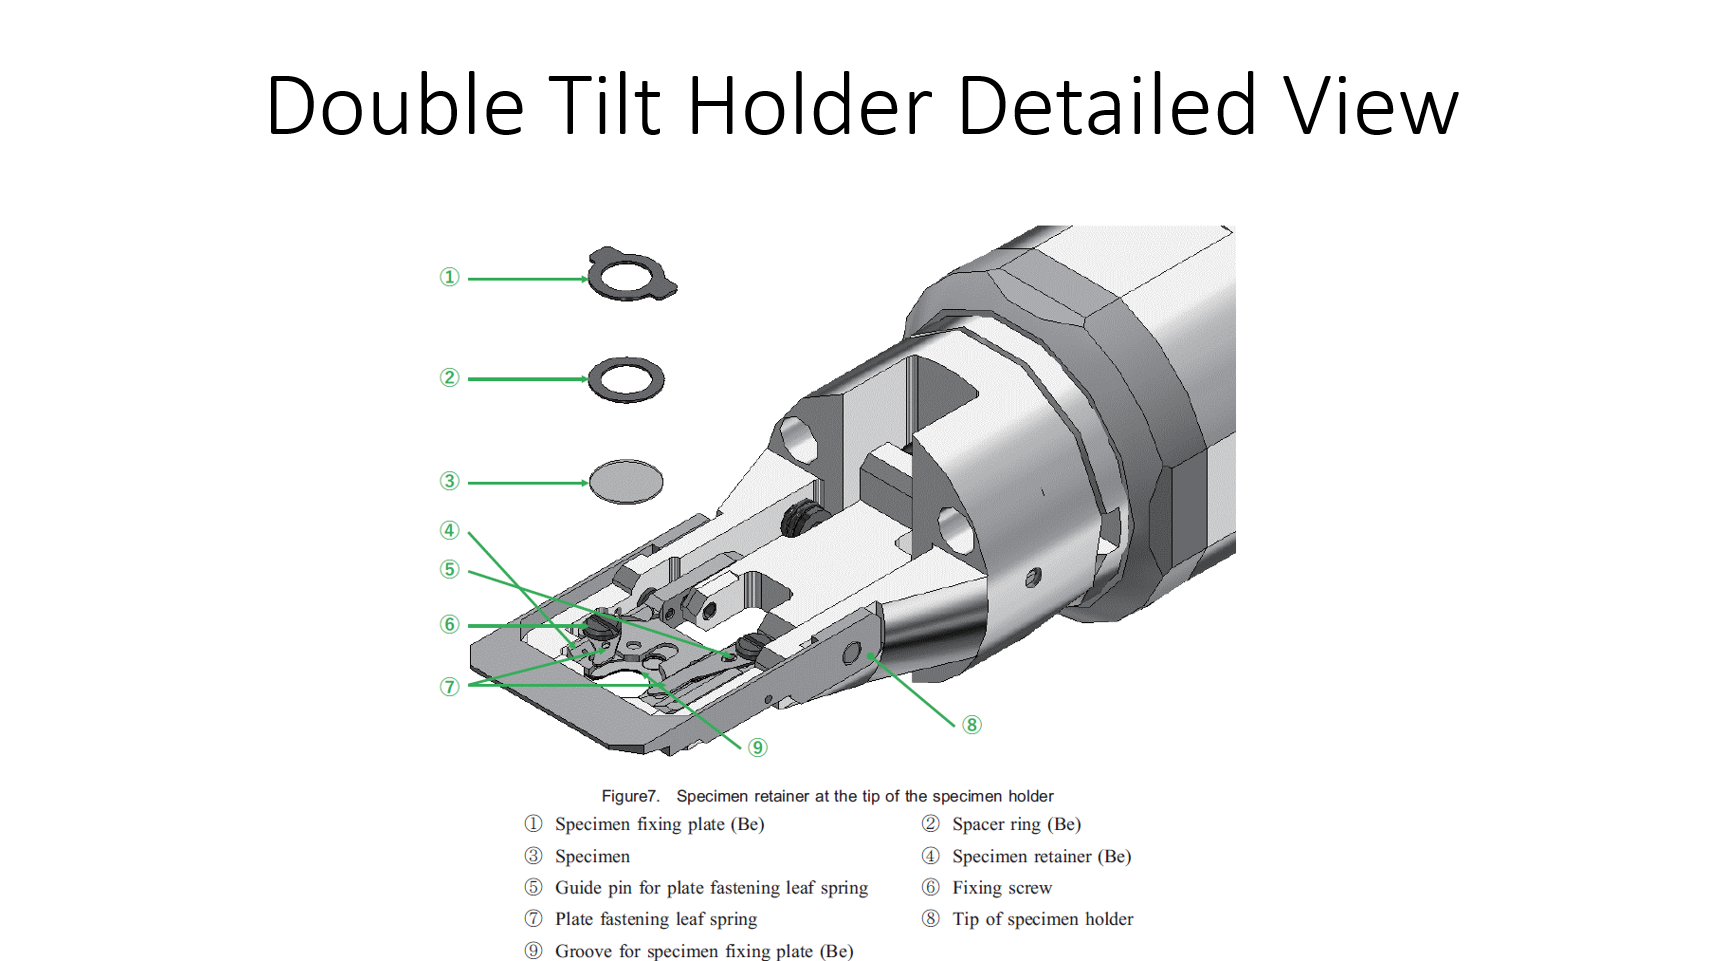 Double Tilt Holder Detailed View
①
②
③
④
⑤
⑥
⑦
⑧
⑨
Figure7. Specimen retainer at the tip of the specimen holder
① Specimen fixing plate (Be) ② Spacer ring (Be)
③ Specimen ④ Specimen retainer (Be)
⑤ Guide pin for plate fastening leaf spring ⑥ Fixing screw
⑦ Plate fastening leaf spring ⑧ Tip of specimen holder
⑨ Groove for specimen fixing plate (Be)